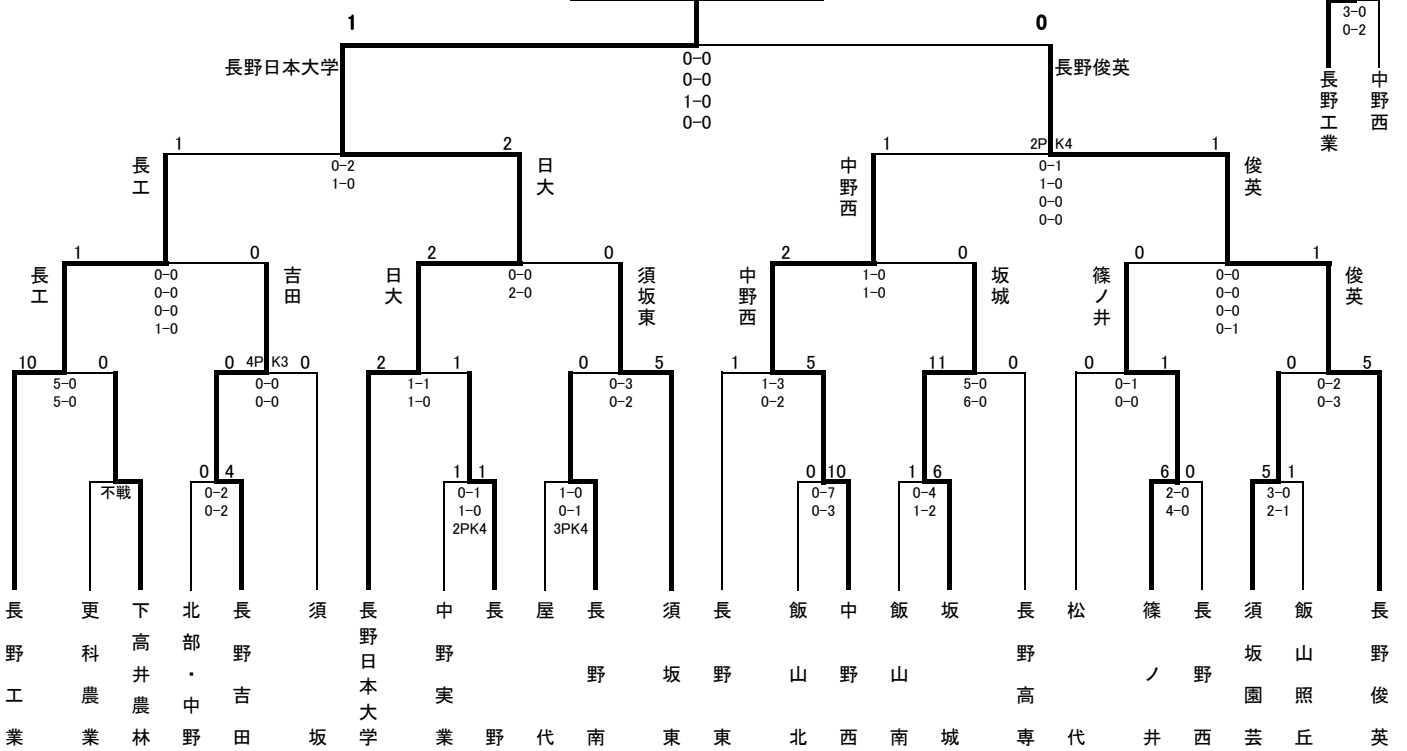 1 0 3-0
0-2
長野日本大学 0-0 長野俊英 長野工業 中野西
0-0
1-0
0-0
1 2 1 2P K4 1
長工 0-2 日大 中野西 0-1 俊英
1-0 1-0
0-0
0-0
1 0 2 0 2 0 0 1
長工 0-0 吉田 日大 0-0 須坂東 中野西 1-0 坂城 篠ノ井 0-0 俊英
0-0 2-0 1-0 0-0
0-0 0-0
1-0 0-1
10 0 0 4P K3 0 2 1 0 5 1 5 11 0 0 1 0 5
5-0 0-0 1-1 0-3 1-3 5-0 0-1 0-2
5-0 0-0 1-0 0-2 0-2 6-0 0-0 0-3
0 4 1 1 0 10 1 6 6 0 5 1
不戦 0-2 0-1 1-0 0-7 0-4 2-0 3-0
0-2 1-0 0-1 0-3 1-2 4-0 2-1
2PK4 3PK4
長野工業
更科農業
下高井農林
北部・中野
長野吉田
須坂
長野日本大学
中野実業
長野
屋代
長野南
須坂東
長野東
飯山北
中野西
飯山南
坂城
長野高専
松代
篠ノ井
長野西
須坂園芸
飯山照丘
長野俊英